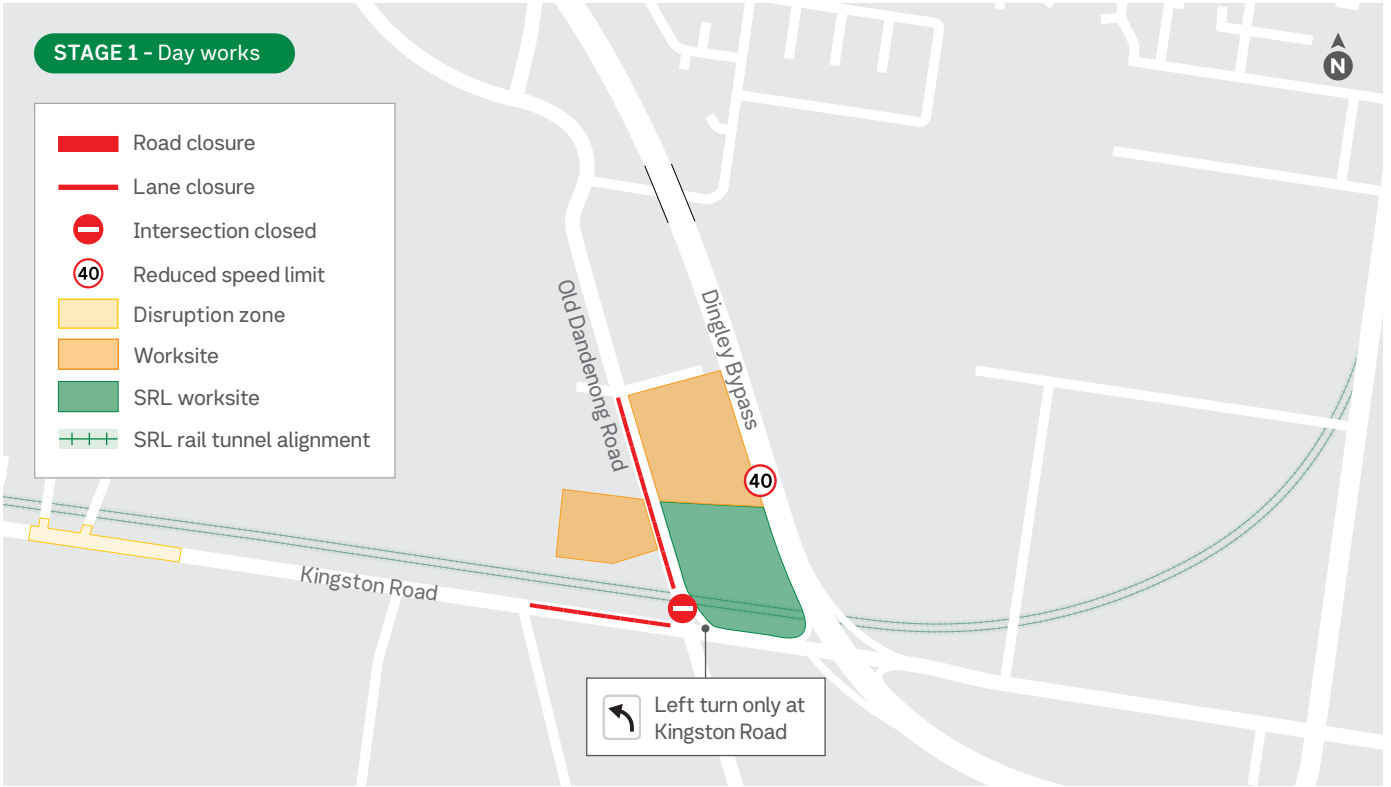 STAGE 1 - Day works
N
Road closure
Lane closure
Intersection closed
40
Reduced speed limit
Disruption zone
Worksite
SRL worksite
SRL rail tunnel alignment
Old Dandenong Road
Dingley Bypass
40
Kingston Road
Left turn only at
Kingston Road